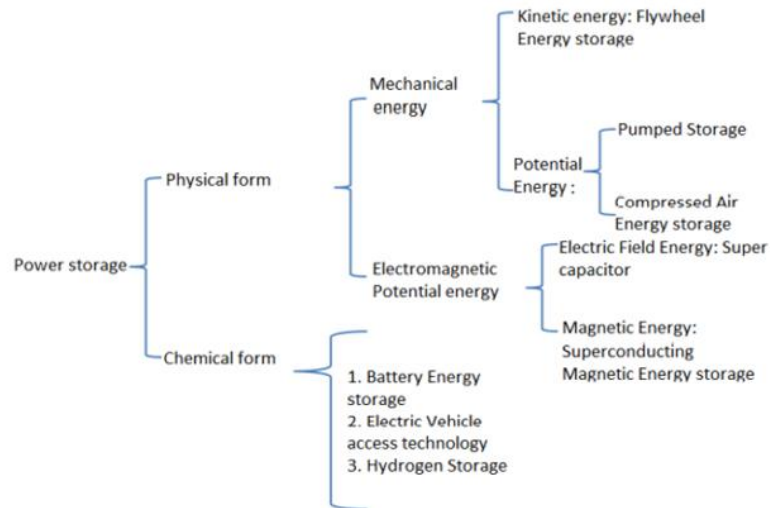 Kinetic energy: Flywheel
Energy storage
Mechanical
energy
Pumped Storage
Potential
Energy :
Physical form
Compressed Air
Energy storage
Electric Field Energy: Super
capacitor
Power storage
Electromagnetic
Potential energy
Magnetic Energy:
Superconducting
Magnetic Energy storage
Chemical form
1. Battery Energy
storage
2. Electric Vehicle
access technology
3. Hydrogen Storage